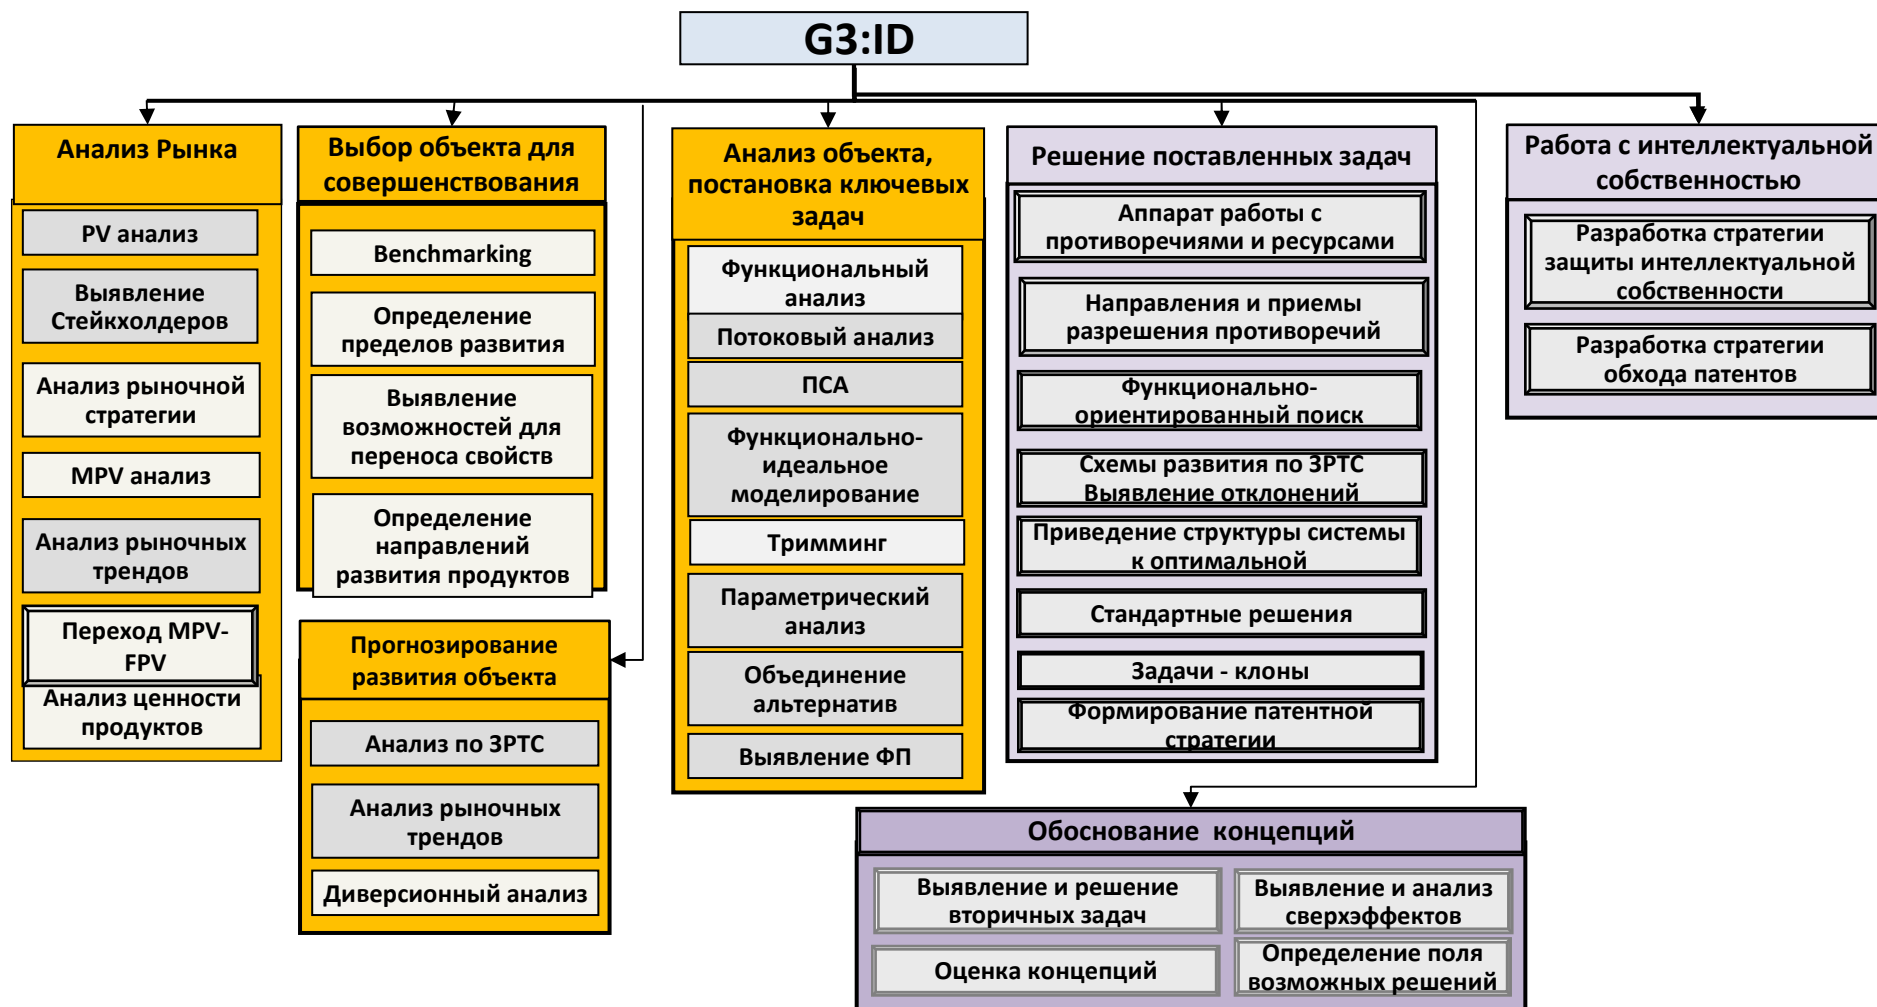 G3:ID
Анализ Рынка
PV анализ
Выявление
Стейкхолдеров
Анализ рыночной
стратегии
MPV анализ
Анализ рыночных
трендов
Переход MPV-
FPV
Анализ ценности
продуктов
Выбор объекта для
совершенствования
Benchmarking
Определение
пределов развития
Выявление
возможностей для
переноса свойств
Определение
направлений
развития продуктов
Прогнозирование
развития объекта
Анализ по ЗРТС
Анализ рыночных
трендов
Диверсионный анализ
Анализ объекта,
постановка ключевых
задач
Функциональный
анализ
Потоковый анализ
ПСА
Функционально-
идеальное
моделирование
Тримминг
Параметрический
анализ
Объединение
альтернатив
Выявление ФП
Решение поставленных задач
Аппарат работы с
противоречиями и ресурсами
Направления и приемы
разрешения противоречий
Функционально-
ориентированный поиск
Схемы развития по ЗРТС
Выявление отклонений
Приведение структуры системы
к оптимальной
Стандартные решения
Задачи - клоны
Формирование патентной
стратегии
Работа с интеллектуальной
собственностью
Разработка стратегии
защиты интеллектуальной
собственности
Разработка стратегии
обхода патентов
Обоснование концепций
Выявление и решение
вторичных задач
Выявление и анализ
сверхэффектов
Оценка концепций
Определение поля
возможных решений